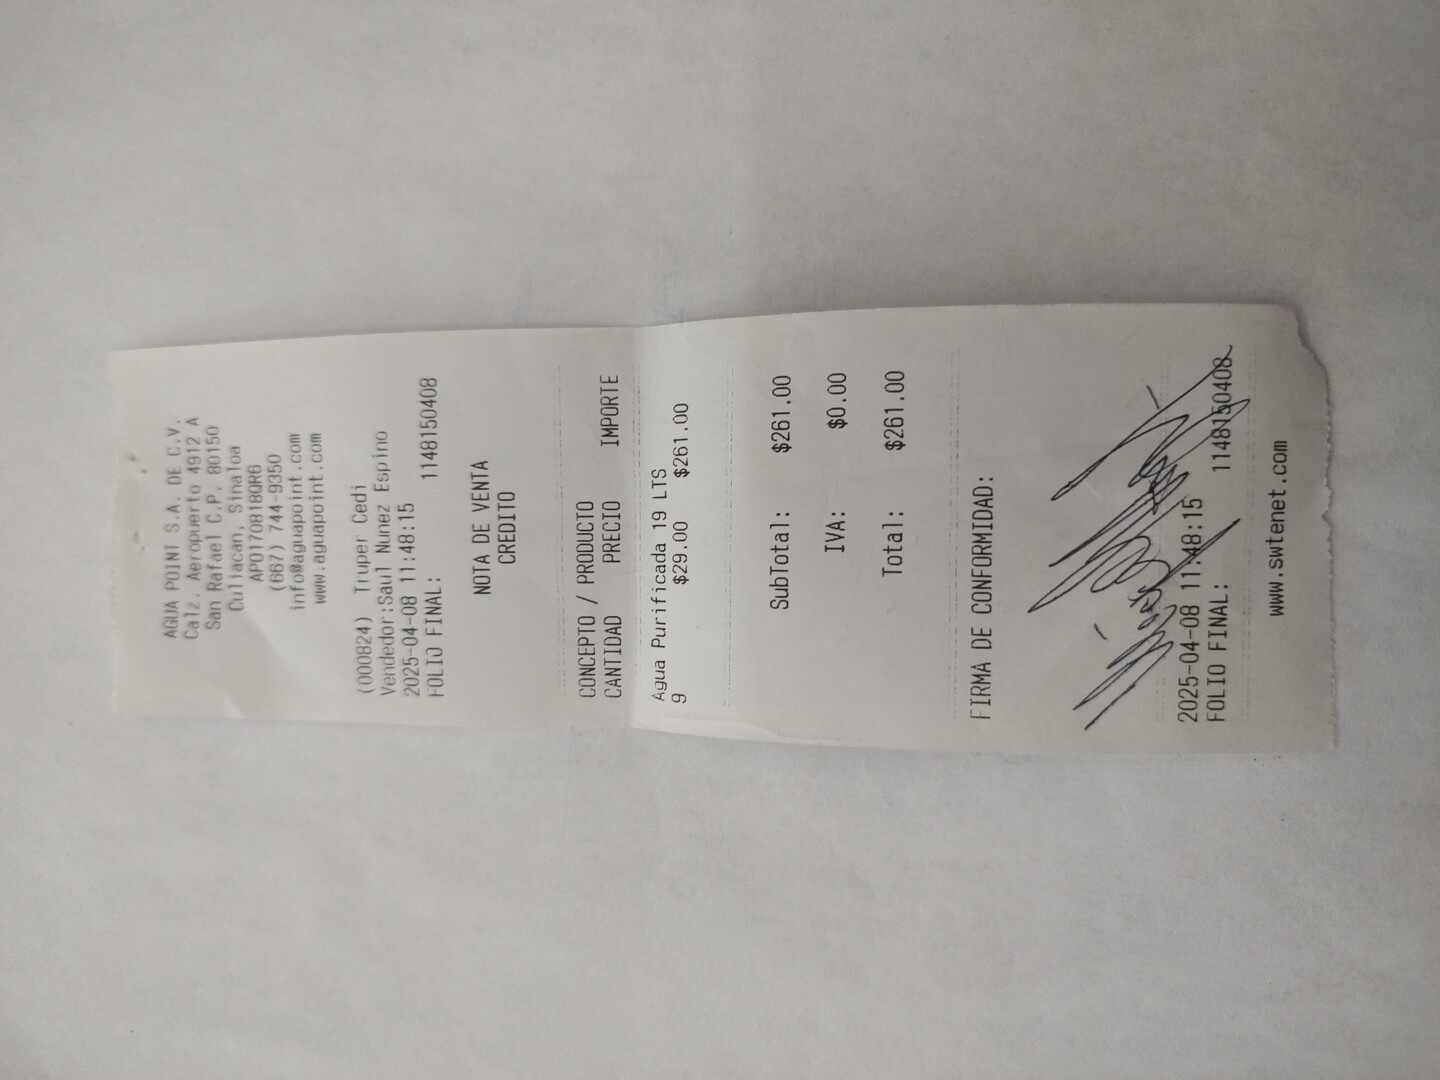 AGUA POINT S.A. DE C.V.
Calz. Aeropuerto 4912 A
San Rafael C.P. 80150
Culiacan, Sinaloa
APO1708180R6
(667) 744-9350
info@aguapoint.com
www.aguapoint.com
(000824) Truper Cedi
Vendedor:Saul Nunez Espino
2025-04-08 11:48:15
FOLIO FINAL: 1148150408
NOTA DE VENTA
CREDITO
CONCEPTO / PRODUCTO
CANTIDAD PRECIO IMPORTE
Agua Purificada 19 LTS
9 $29.00 $261.00
SubTotal: $261.00
IVA: $0.00
Total: $261.00
FIRMA DE CONFORMIDAD:
2025-04-08 11:48:15
FOLIO FINAL: 1148150408
www.swtenet.com